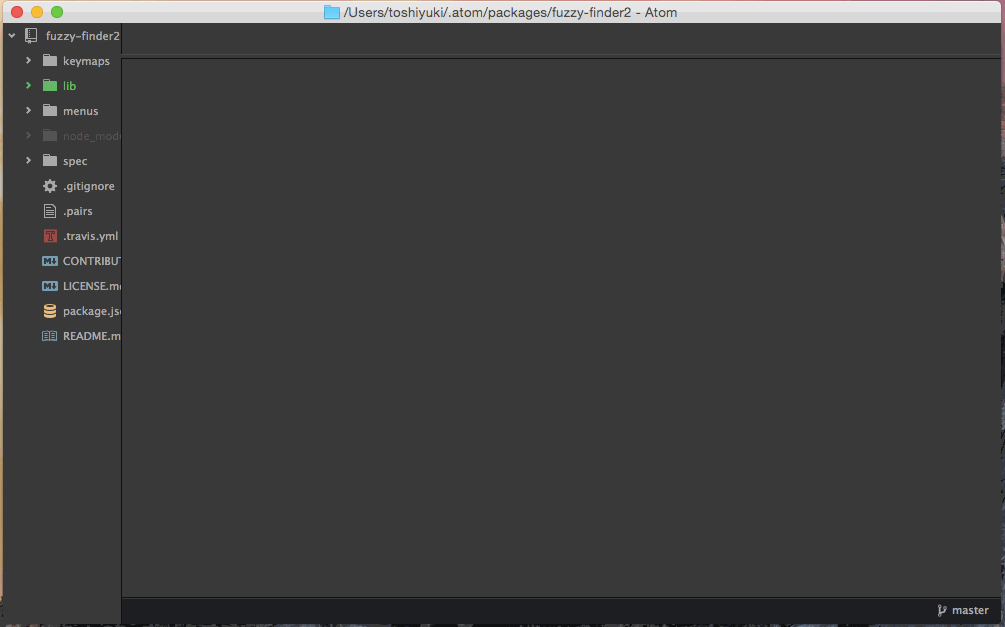 /Users/toshiyuki/.atom/packages/fuzzy-finder2 - Atom
fuzzy-finder2
keymaps
lib
menus
node_mod
spec
.gitignore
.pairs
.travis.yml
CONTRIBUT
LICENSE.m
package.js
README.m
master